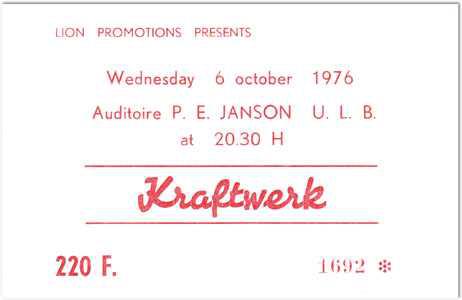 LION PROMOTIONS PRESENTS
Wednesday 6 october 1976
Auditoire P. E. JANSON U. L. B.
at 20.30 H
Kraftwerk
220 F. 1692 *